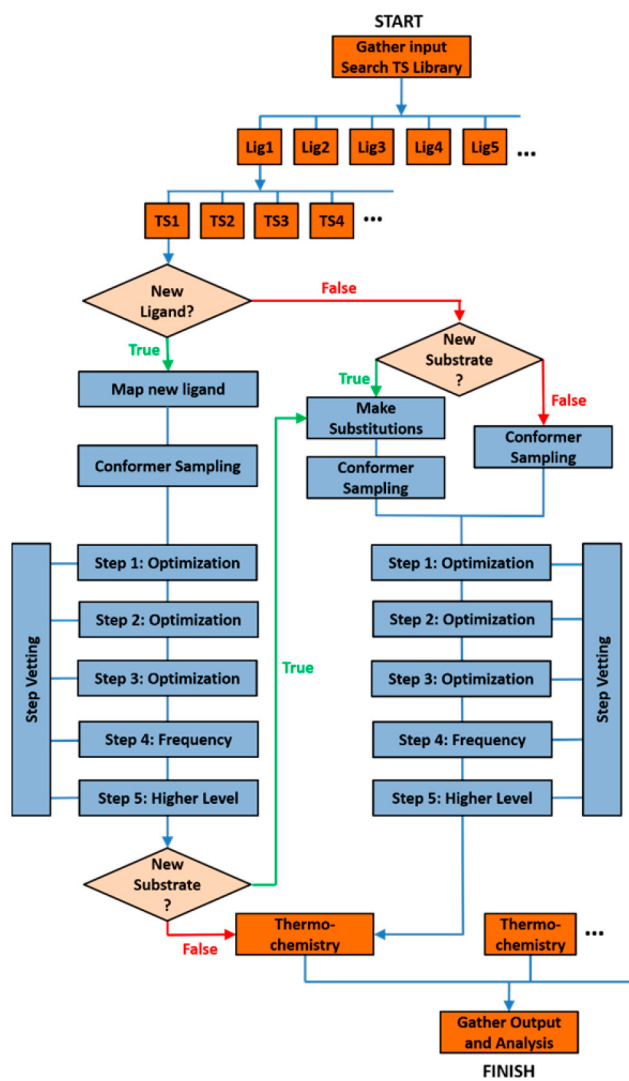 START
Gather input
Search TS Library
Lig1
Lig2
Lig3
Lig4
Lig5
...
TS1
TS2
TS3
TS4
...
New
Ligand?
False
New
Substrate
?
True
True
False
Map new ligand
Make
Substitutions
Conformer
Sampling
Conformer Sampling
Conformer
Sampling
Step Vetting
Step 1: Optimization
Step 2: Optimization
Step 3: Optimization
Step 4: Frequency
Step 5: Higher Level
True
Step 1: Optimization
Step 2: Optimization
Step 3: Optimization
Step 4: Frequency
Step 5: Higher Level
Step Vetting
New
Substrate
?
False
Thermo-
chemistry
Thermo-
chemistry
...
Gather Output
and Analysis
FINISH